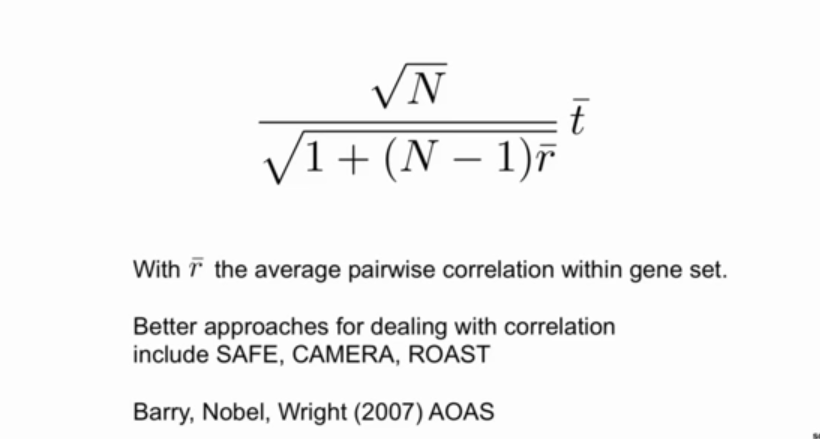 √N
√1 + (N − 1)r̄ t̄
With r̄ the average pairwise correlation within gene set.
Better approaches for dealing with correlation
include SAFE, CAMERA, ROAST
Barry, Nobel, Wright (2007) AOAS